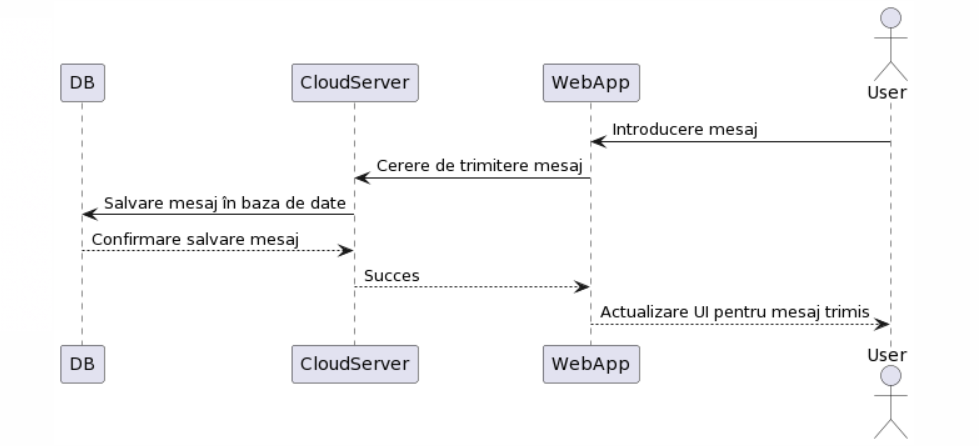 DB
CloudServer
WebApp
User
Introducere mesaj
Cerere de trimitere mesaj
Salvare mesaj în baza de date
Confirmare salvare mesaj
Succes
Actualizare UI pentru mesaj trimis
DB
CloudServer
WebApp
User